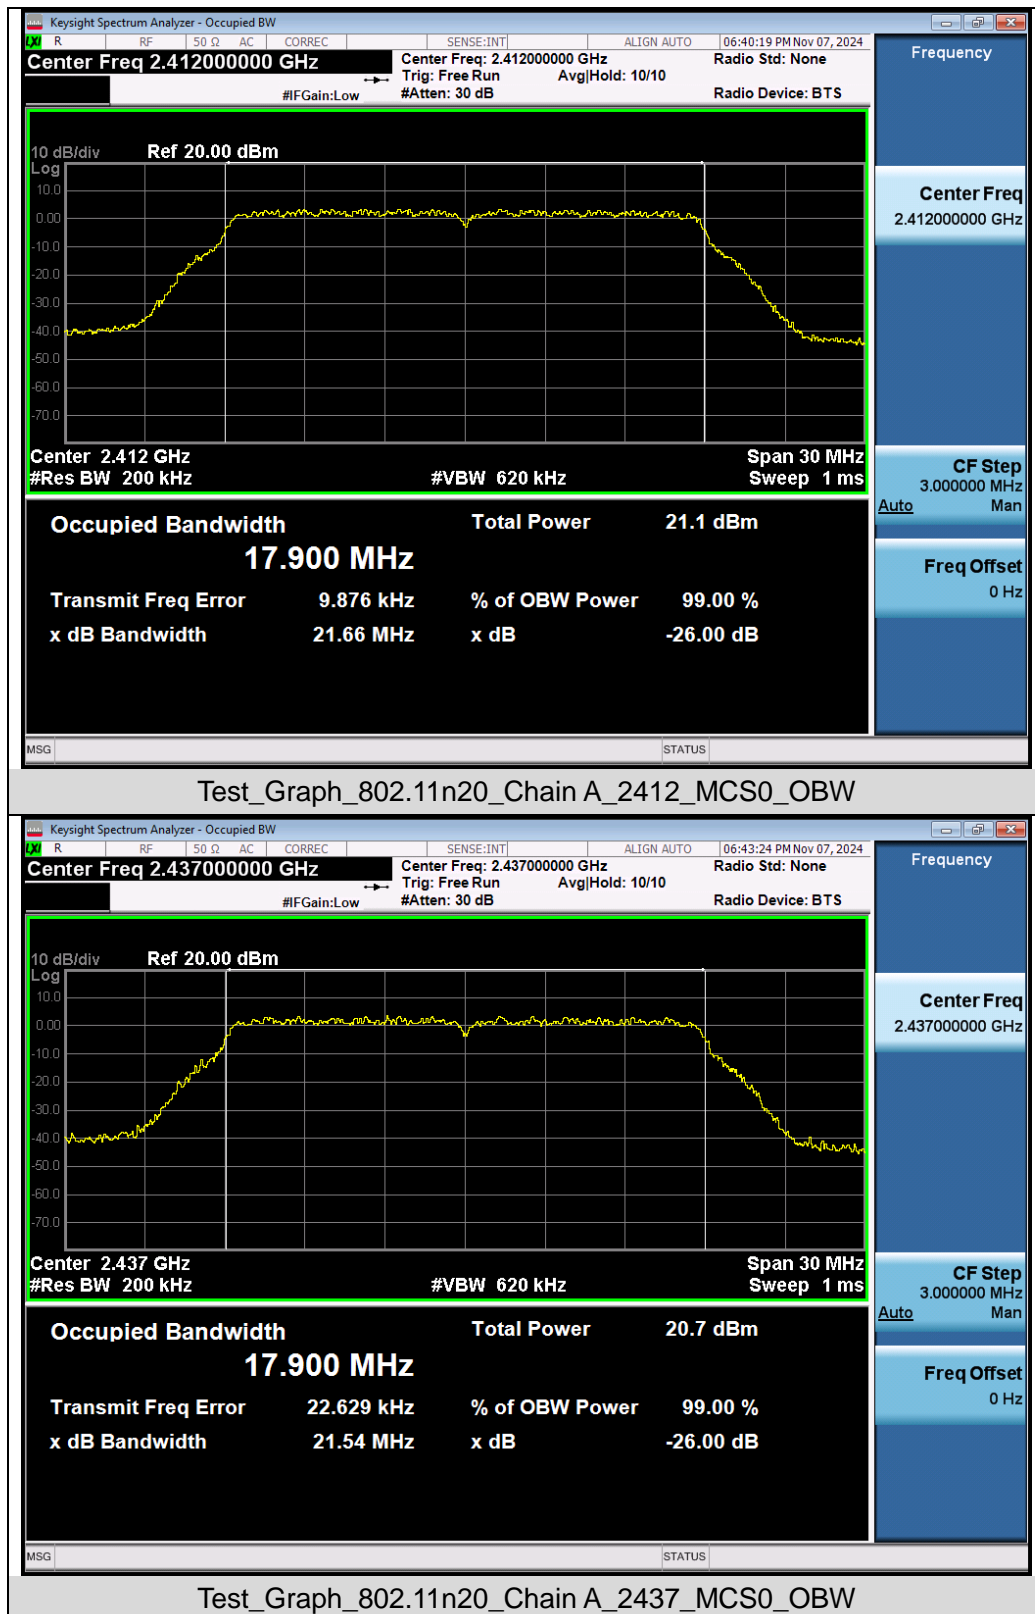 Keysight Spectrum Analyzer - Occupied BW
LXI R RF 50 Ω AC CORREC SENSE:INT ALIGN AUTO 06:40:19 PM Nov 07, 2024
Center Freq 2.412000000 GHz
Center Freq: 2.412000000 GHz Radio Std: None
Trig: Free Run Avg|Hold: 10/10
#IFGain:Low #Atten: 30 dB Radio Device: BTS
Frequency
10 dB/div Ref 20.00 dBm
Log
10.0
0.00
-10.0
-20.0
-30.0
-40.0
-50.0
-60.0
-70.0
Center 2.412 GHz Span 30 MHz
#Res BW 200 kHz #VBW 620 kHz Sweep 1 ms
Center Freq
2.412000000 GHz
CF Step
3.000000 MHz
Auto Man
Freq Offset
0 Hz
Occupied Bandwidth Total Power 21.1 dBm
17.900 MHz
Transmit Freq Error 9.876 kHz % of OBW Power 99.00 %
x dB Bandwidth 21.66 MHz x dB -26.00 dB
MSG STATUS
Test_Graph_802.11n20_Chain A_2412_MCS0_OBW
Keysight Spectrum Analyzer - Occupied BW
LXI R RF 50 Ω AC CORREC SENSE:INT ALIGN AUTO 06:43:24 PM Nov 07, 2024
Center Freq 2.437000000 GHz
Center Freq: 2.437000000 GHz Radio Std: None
Trig: Free Run Avg|Hold: 10/10
#IFGain:Low #Atten: 30 dB Radio Device: BTS
Frequency
10 dB/div Ref 20.00 dBm
Log
10.0
0.00
-10.0
-20.0
-30.0
-40.0
-50.0
-60.0
-70.0
Center 2.437 GHz Span 30 MHz
#Res BW 200 kHz #VBW 620 kHz Sweep 1 ms
Center Freq
2.437000000 GHz
CF Step
3.000000 MHz
Auto Man
Freq Offset
0 Hz
Occupied Bandwidth Total Power 20.7 dBm
17.900 MHz
Transmit Freq Error 22.629 kHz % of OBW Power 99.00 %
x dB Bandwidth 21.54 MHz x dB -26.00 dB
MSG STATUS
Test_Graph_802.11n20_Chain A_2437_MCS0_OBW